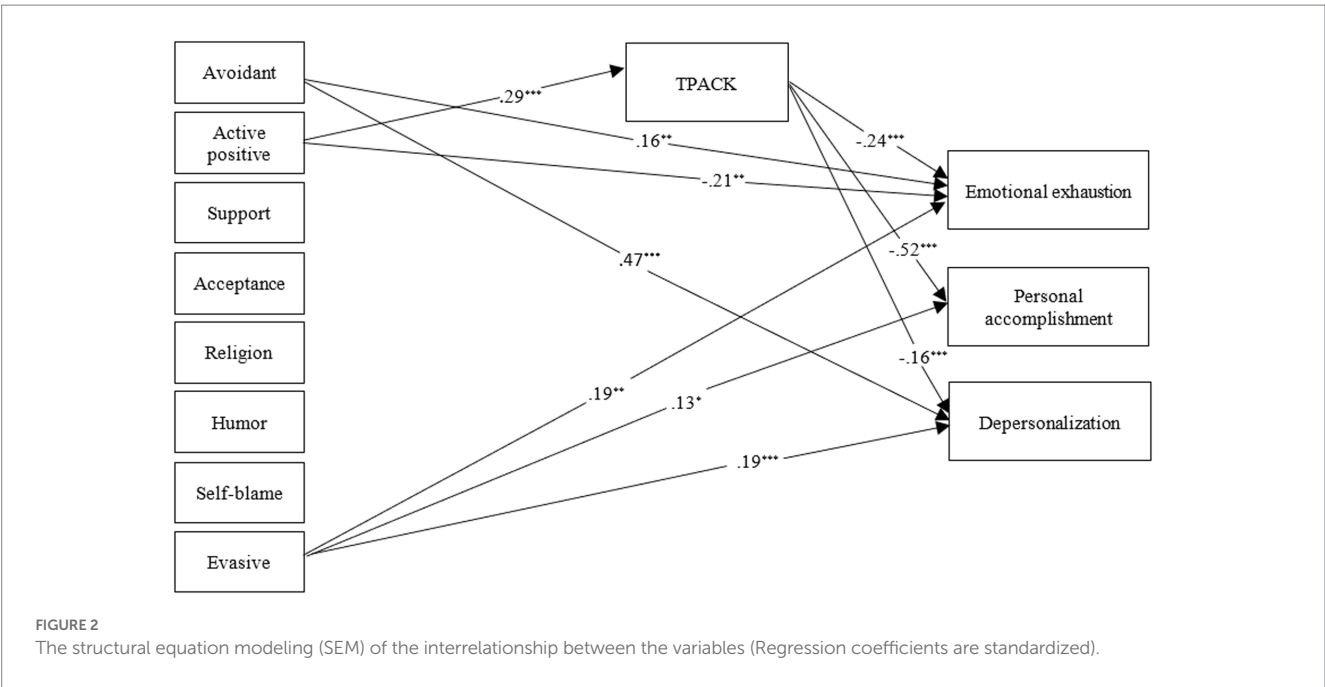 Avoidant
TPACK
.29***
Active
positive
.16**
-.24***
-.21**
Emotional exhaustion
Support
.47***
-.52***
Acceptance
Personal
accomplishment
Religion
-.16***
.19**
.13*
Humor
Depersonalization
.19***
Self-blame
Evasive
FIGURE 2
The structural equation modeling (SEM) of the interrelationship between the variables (Regression coefficients are standardized).